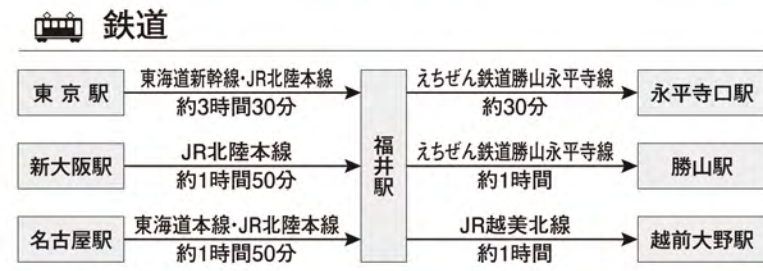 鉄道
東京駅
東海道新幹線・JR北陸本線
約3時間30分
新大阪駅
JR北陸本線
約1時間50分
名古屋駅
東海道本線・JR北陸本線
約1時間50分
福井駅
えちぜん鉄道勝山永平寺線
約30分
永平寺口駅
えちぜん鉄道勝山永平寺線
約1時間
勝山駅
JR越美北線
約1時間
越前大野駅